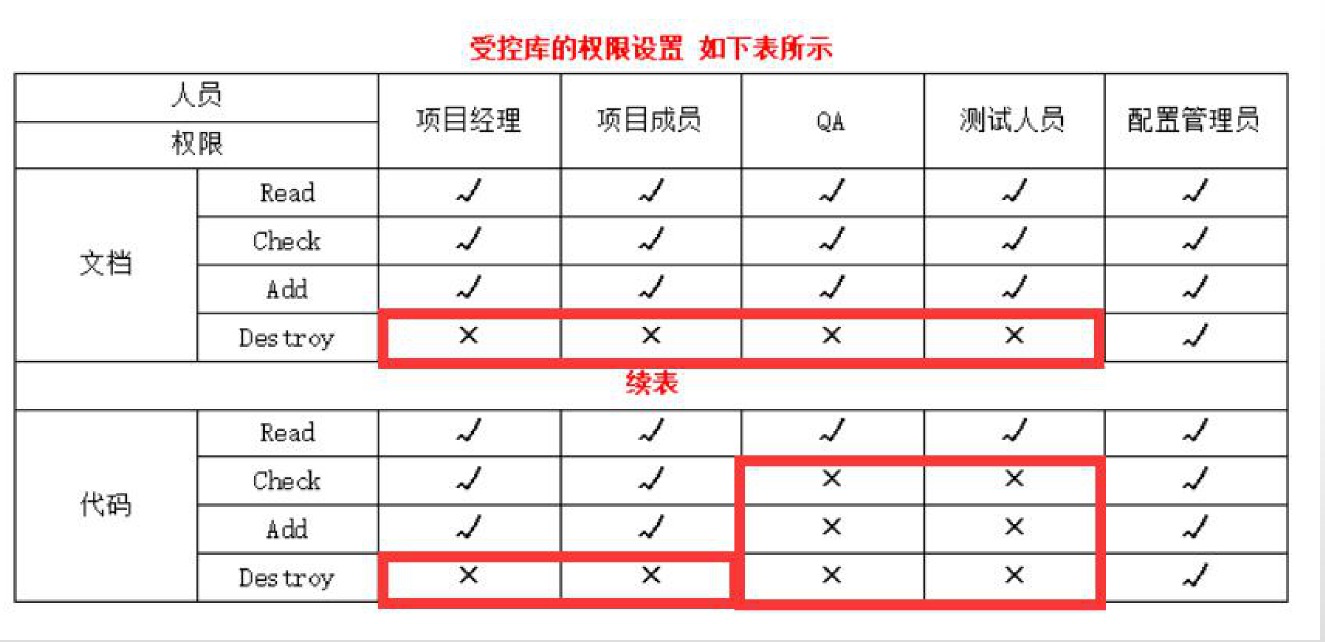 受控库的权限设置 如下表所示
人员
权限
项目经理 项目成员 QA 测试人员 配置管理员
文档
Read ✓ ✓ ✓ ✓ ✓
Check ✓ ✓ ✓ ✓ ✓
Add ✓ ✓ ✓ ✓ ✓
Destroy × × × × ✓
续表
代码
Read ✓ ✓ ✓ ✓ ✓
Check ✓ ✓ × × ✓
Add ✓ ✓ × × ✓
Destroy × × × × ✓